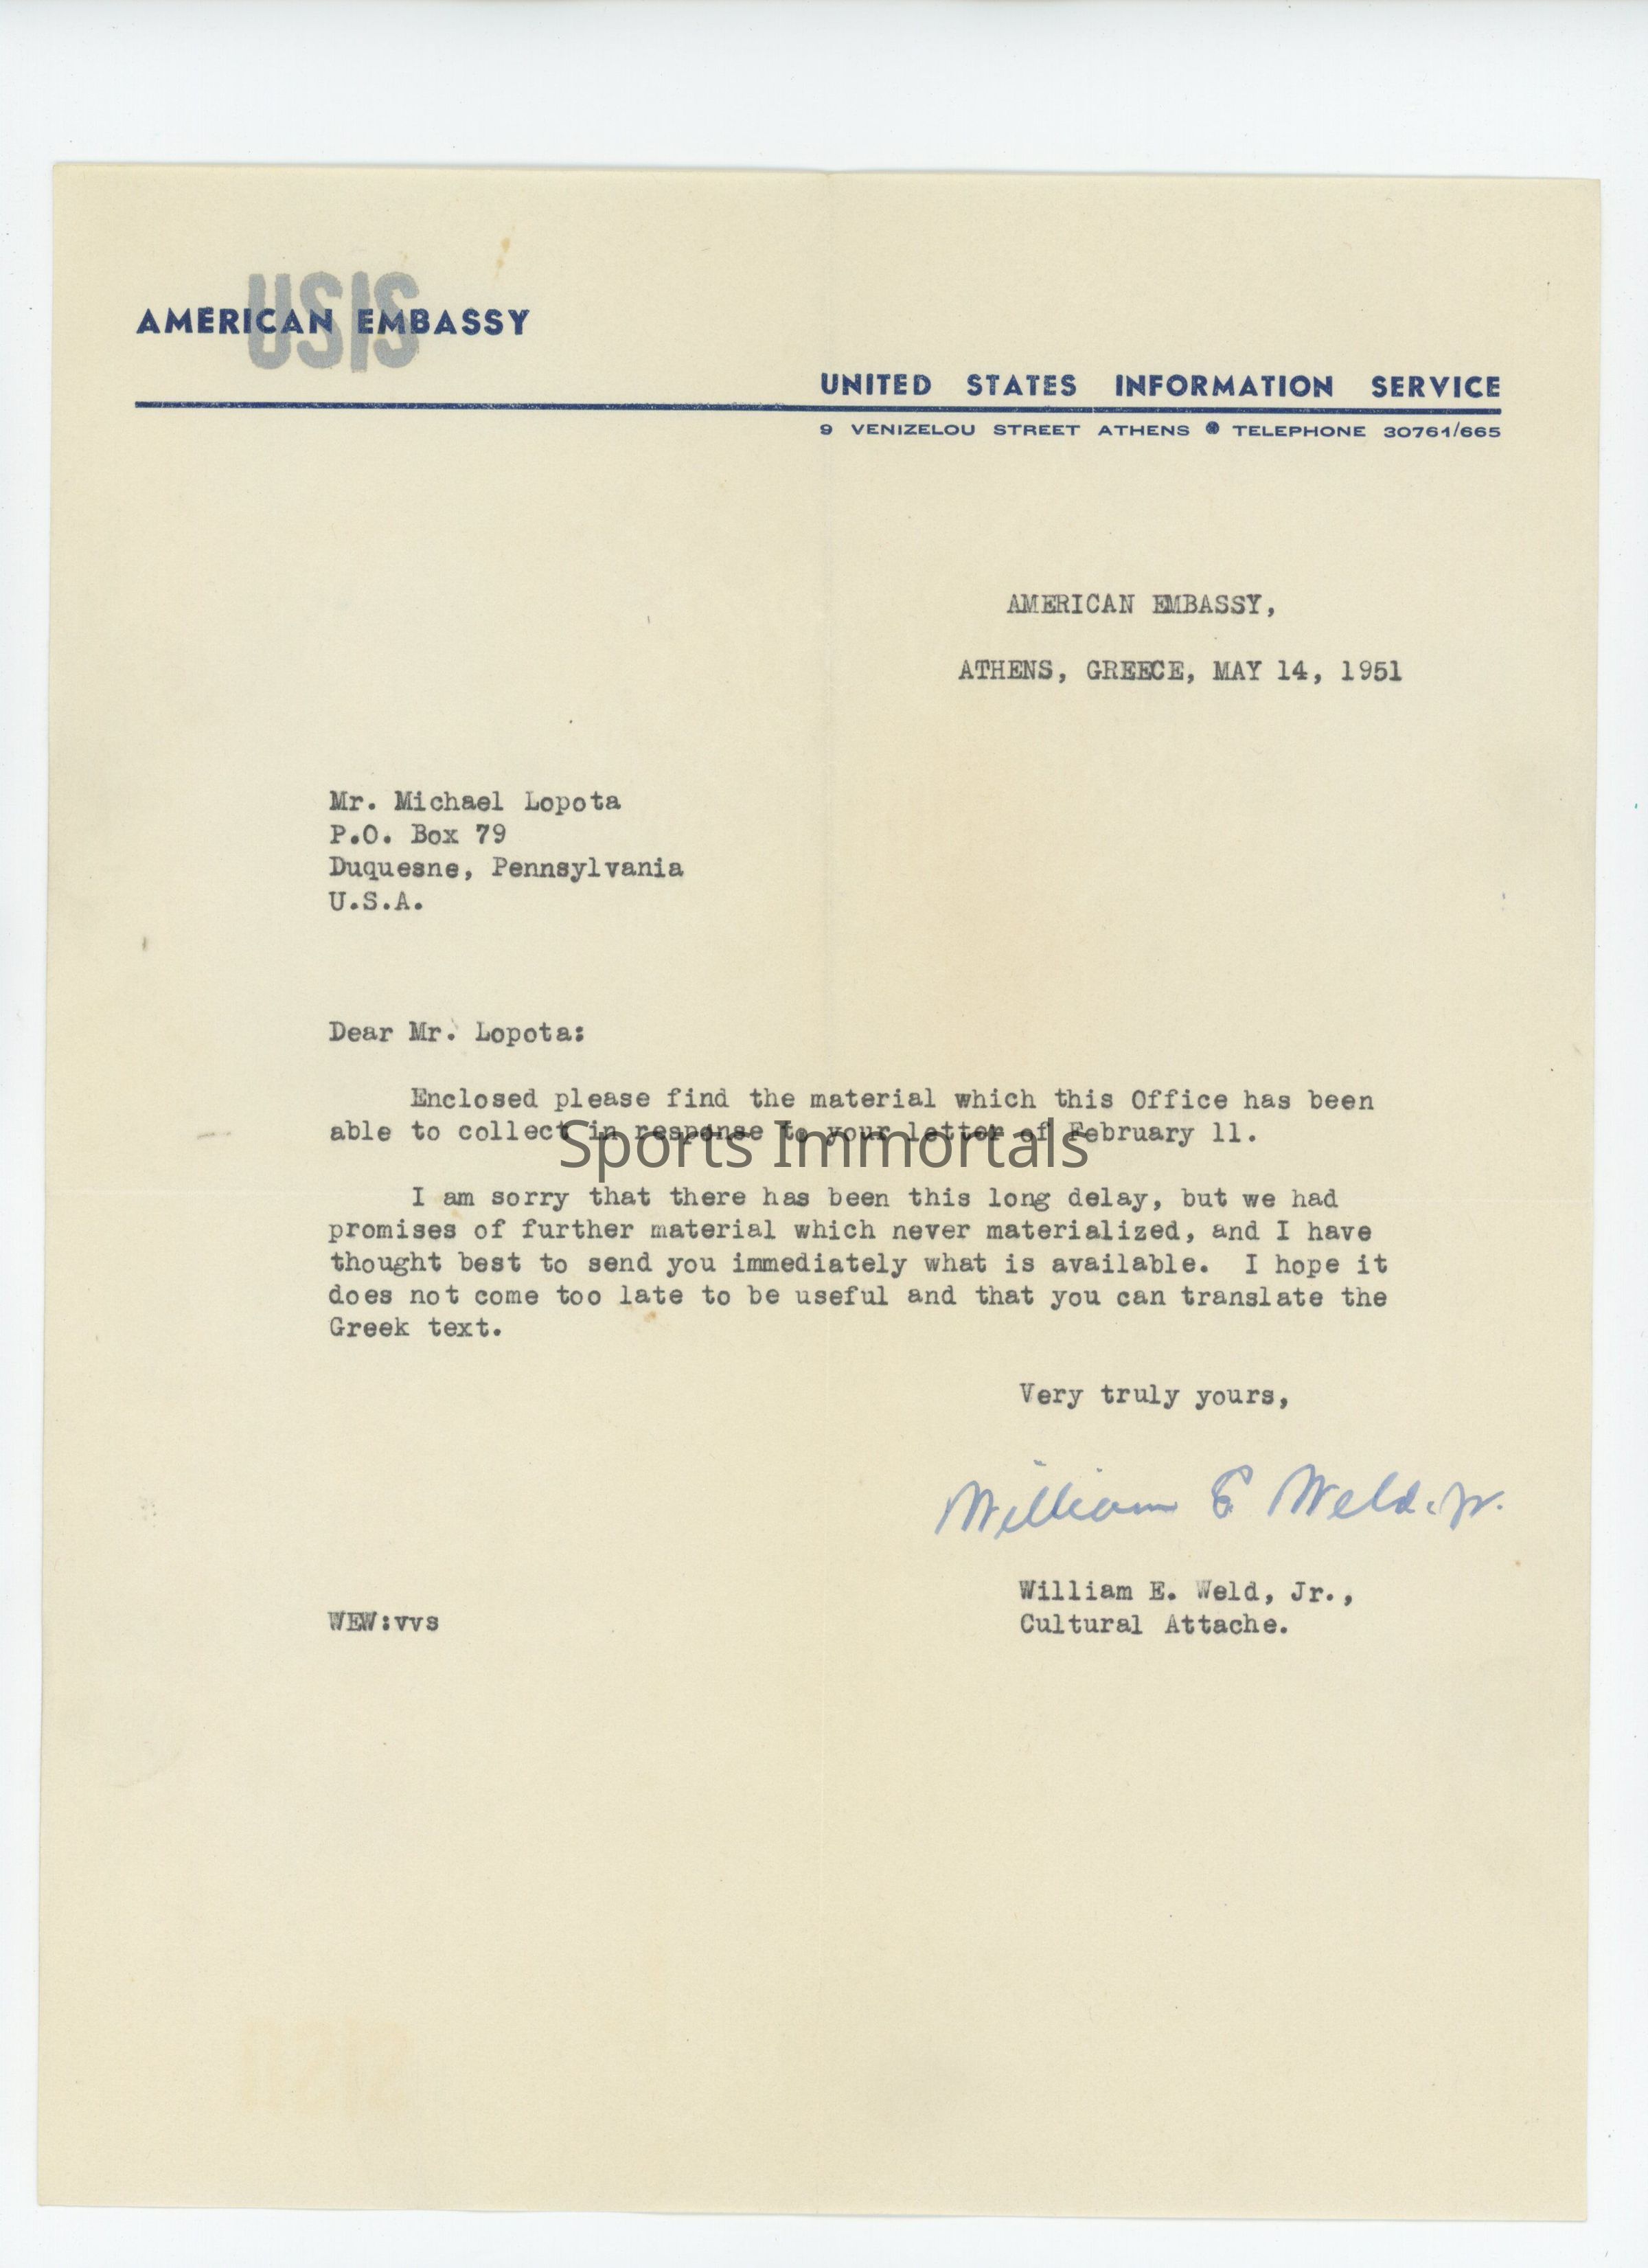 USIS
AMERICAN EMBASSY
UNITED STATES INFORMATION SERVICE
9 VENIZELOU STREET ATHENS TELEPHONE 30761/665
AMERICAN EMBASSY,
ATHENS, GREECE, MAY 14, 1951
Mr. Michael Lopota
P.O. Box 79
Duquesne, Pennsylvania
U.S.A.
Dear Mr. Lopota:
Enclosed please find the material which this Office has been
able to collect in response to your letter of February 11.
Sports Immortals
I am sorry that there has been this long delay, but we had
promises of further material which never materialized, and I have
thought best to send you immediately what is available. I hope it
does not come too late to be useful and that you can translate the
Greek text.
Very truly yours,
William E Weld, Jr.
William E. Weld, Jr.,
Cultural Attache.
WEW:vvs